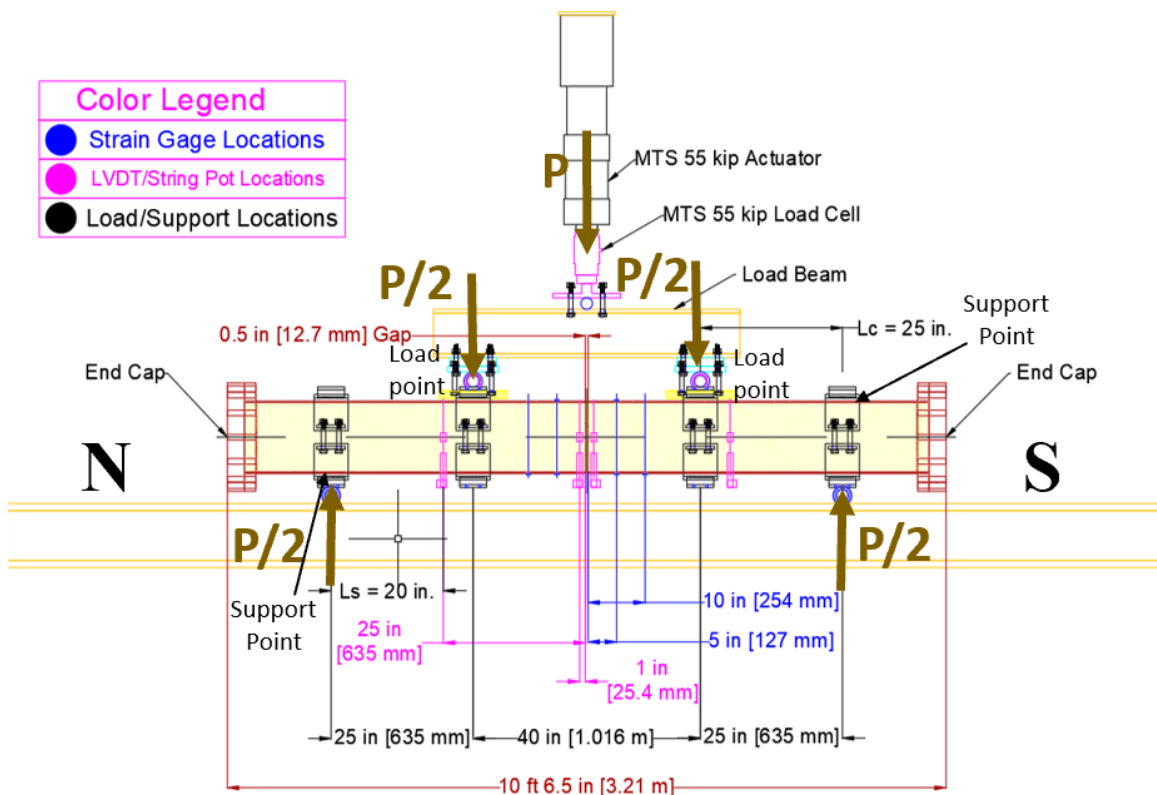 Color Legend
Strain Gage Locations
LVDT/String Pot Locations
Load/Support Locations
MTS 55 kip Actuator
P
MTS 55 kip Load Cell
P/2
P/2
Load Beam
Support
Point
0.5 in [12.7 mm] Gap
Lc = 25 in.
Load
point
Load
point
End Cap
End Cap
N
S
P/2
P/2
Ls = 20 in.
Support
Point
10 in [254 mm]
25 in
[635 mm]
5 in [127 mm]
1 in
[25.4 mm]
25 in [635 mm]
40 in [1.016 m]
25 in [635 mm]
10 ft 6.5 in [3.21 m]